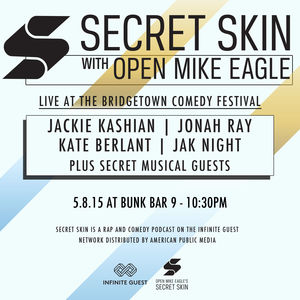 SECRET SKIN
WITH OPEN MIKE EAGLE
LIVE AT THE BRIDGETOWN COMEDY FESTIVAL
JACKIE KASHIAN | JONAH RAY
KATE BERLANT | JAK NIGHT
PLUS SECRET MUSICAL GUESTS
5.8.15 AT BUNK BAR 9 - 10:30PM
SECRET SKIN IS A RAP AND COMEDY PODCAST ON THE INFINITE GUEST
NETWORK DISTRIBUTED BY AMERICAN PUBLIC MEDIA
INFINITE GUEST
OPEN MIKE EAGLE'S
SECRET SKIN